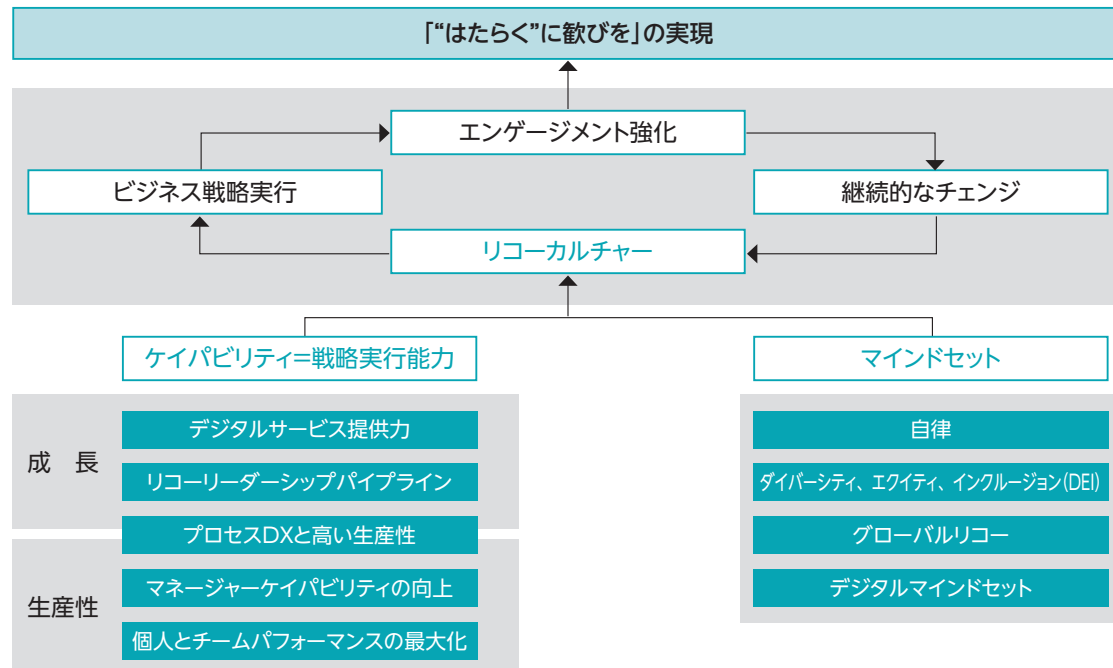 「“はたらく”に歓びを」の実現
エンゲージメント強化
ビジネス戦略実行
継続的なチェンジ
リコーカルチャー
ケイパビリティ=戦略実行能力
マインドセット
成　長
デジタルサービス提供力
リコーリーダーシップパイプライン
プロセスDXと高い生産性
生産性
マネージャーケイパビリティの向上
個人とチームパフォーマンスの最大化
自律
ダイバーシティ、エクイティ、インクルージョン(DEI)
グローバルリコー
デジタルマインドセット